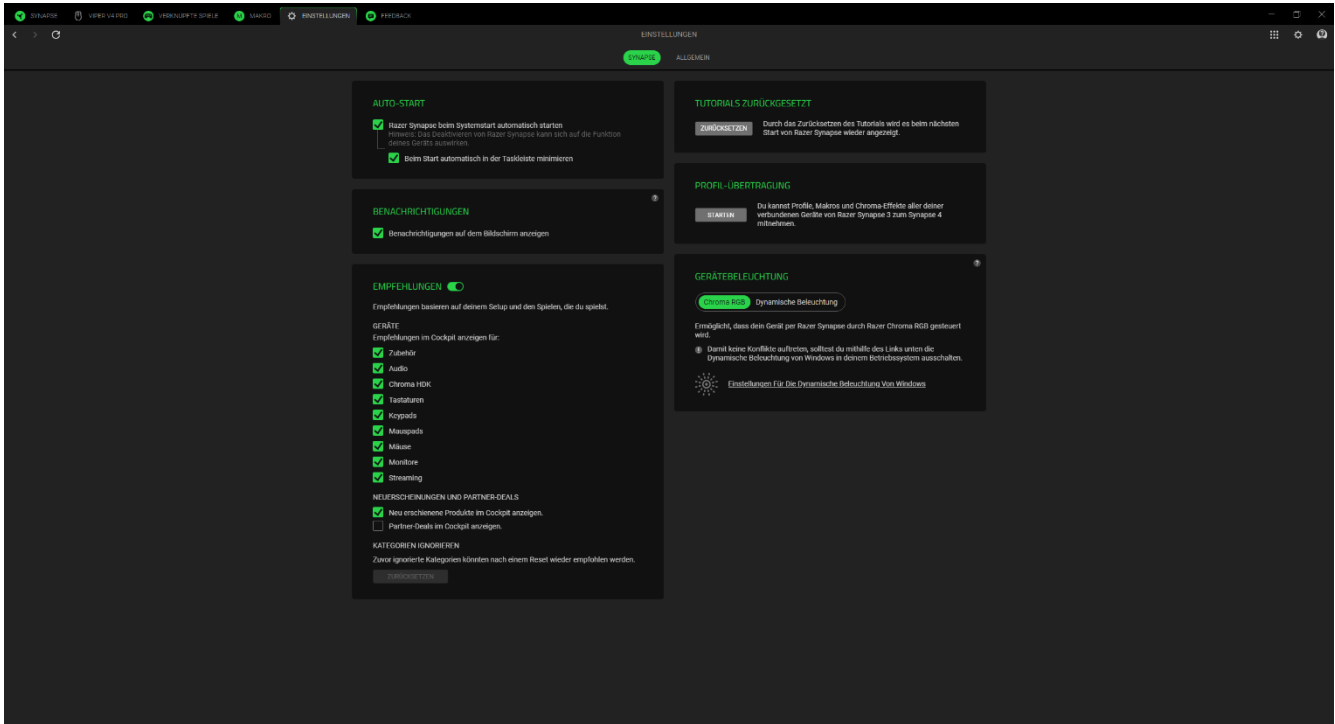 SYNAPSE
VIPER V4 PRO
VERKNÜPFTE SPIELE
MAKRO
EINSTELLUNGEN
FEEDBACK
EINSTELLUNGEN
SYNAPSE
ALLGEMEIN
AUTO-START
Razer Synapse beim Systemstart automatisch starten
Hinweis: Das Deaktivieren von Razer Synapse kann sich auf die Funktion
deines Geräts auswirken.
Beim Start automatisch in der Taskleiste minimieren
BENACHRICHTIGUNGEN
Benachrichtigungen auf dem Bildschirm anzeigen
EMPFEHLUNGEN
Empfehlungen basieren auf deinem Setup und den Spielen, die du spielst.
GERÄTE
Empfehlungen im Cockpit anzeigen für:
Zubehör
Audio
Chroma HDK
Tastaturen
Keypads
Mauspads
Mäuse
Monitore
Streaming
NEUERSCHEINUNGEN UND PARTNER-DEALS
Neu erschienene Produkte im Cockpit anzeigen.
Partner-Deals im Cockpit anzeigen.
KATEGORIEN IGNORIEREN
Zuvor ignorierte Kategorien könnten nach einem Reset wieder empfohlen werden.
ZURÜCKSETZEN
TUTORIALS ZURÜCKGESETZT
ZURÜCKSETZEN
Durch das Zurücksetzen des Tutorials wird es beim nächsten
Start von Razer Synapse wieder angezeigt.
PROFIL-ÜBERTRAGUNG
STARTEN
Du kannst Profile, Makros und Chroma-Effekte aller deiner
verbundenen Geräte von Razer Synapse 3 zum Synapse 4
mitnehmen.
GERÄTEBELEUCHTUNG
Chroma RGB
Dynamische Beleuchtung
Ermöglicht, dass dein Gerät per Razer Synapse durch Razer Chroma RGB gesteuert
wird.
Damit keine Konflikte auftreten, solltest du mithilfe des Links unten die
Dynamische Beleuchtung von Windows in deinem Betriebssystem ausschalten.
Einstellungen Für Die Dynamische Beleuchtung Von Windows